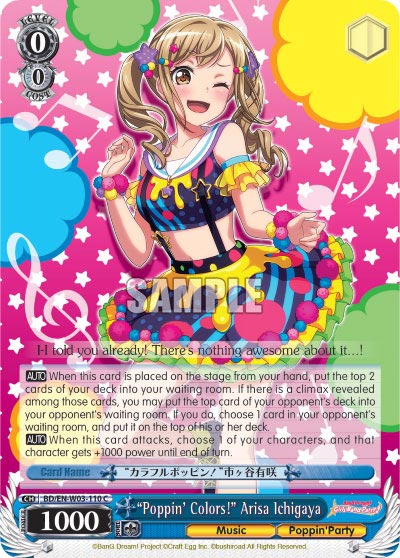 LEVEL
0
0
COST
SAMPLE
I-I told you already! There's nothing awesome about it…!
AUTO When this card is placed on the stage from your hand, put the top 2
cards of your deck into your waiting room. If there is a climax revealed
among those cards, you may put the top card of your opponent's deck into
your opponent's waiting room. If you do, choose 1 card in your opponent's
waiting room, and put it on the top of his or her deck.
AUTO When this card attacks, choose 1 of your characters, and that
character gets +1000 power until end of turn.
Card Name
"カラフルポッピン!"市ヶ谷有咲
CH BD/EN-W03-110 C
POWER
1000
"Poppin' Colors!" Arisa Ichigaya
Music
Poppin'Party
©BanG Dream! Project ©Craft Egg Inc. ©bushiroad All Rights Reserved.